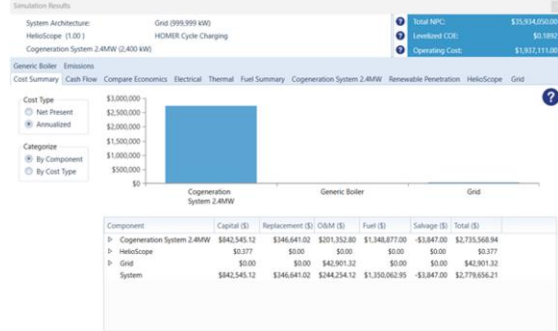 Simulation Results
System Architecture: Grid (999,999 kW)
HelioScope (1.00 ) HOMER Cycle Charging
Cogeneration System 2.4MW (2,400 kW)
Total NPC: $35,934,050.00
Levelized COE: $0.1892
Operating Cost: $1,937,111.00
Generic Boiler Emissions
Cost Summary Cash Flow Compare Economics Electrical Thermal Fuel Summary Cogeneration System 2.4MW Renewable Penetration HelioScope Grid
Cost Type
Net Present
Annualized
Categorize
By Component
By Cost Type
$3,000,000
$2,500,000
$2,000,000
$1,500,000
$1,000,000
$500,000
$0
Cogeneration System 2.4MW
Generic Boiler
Grid
Component Capital ($) Replacement ($) O&M ($) Fuel ($) Salvage ($) Total ($)
Cogeneration System 2.4MW $842,545.12 $346,641.02 $201,352.80 $1,348,877.00 -$3,847.00 $2,735,568.94
HelioScope $0.377 $0.00 $0.00 $0.00 $0.00 $0.377
Grid $0.00 $0.00 $42,901.32 $0.00 $0.00 $42,901.32
System $842,545.12 $346,641.02 $244,254.12 $1,350,062.95 -$3,847.00 $2,779,656.21